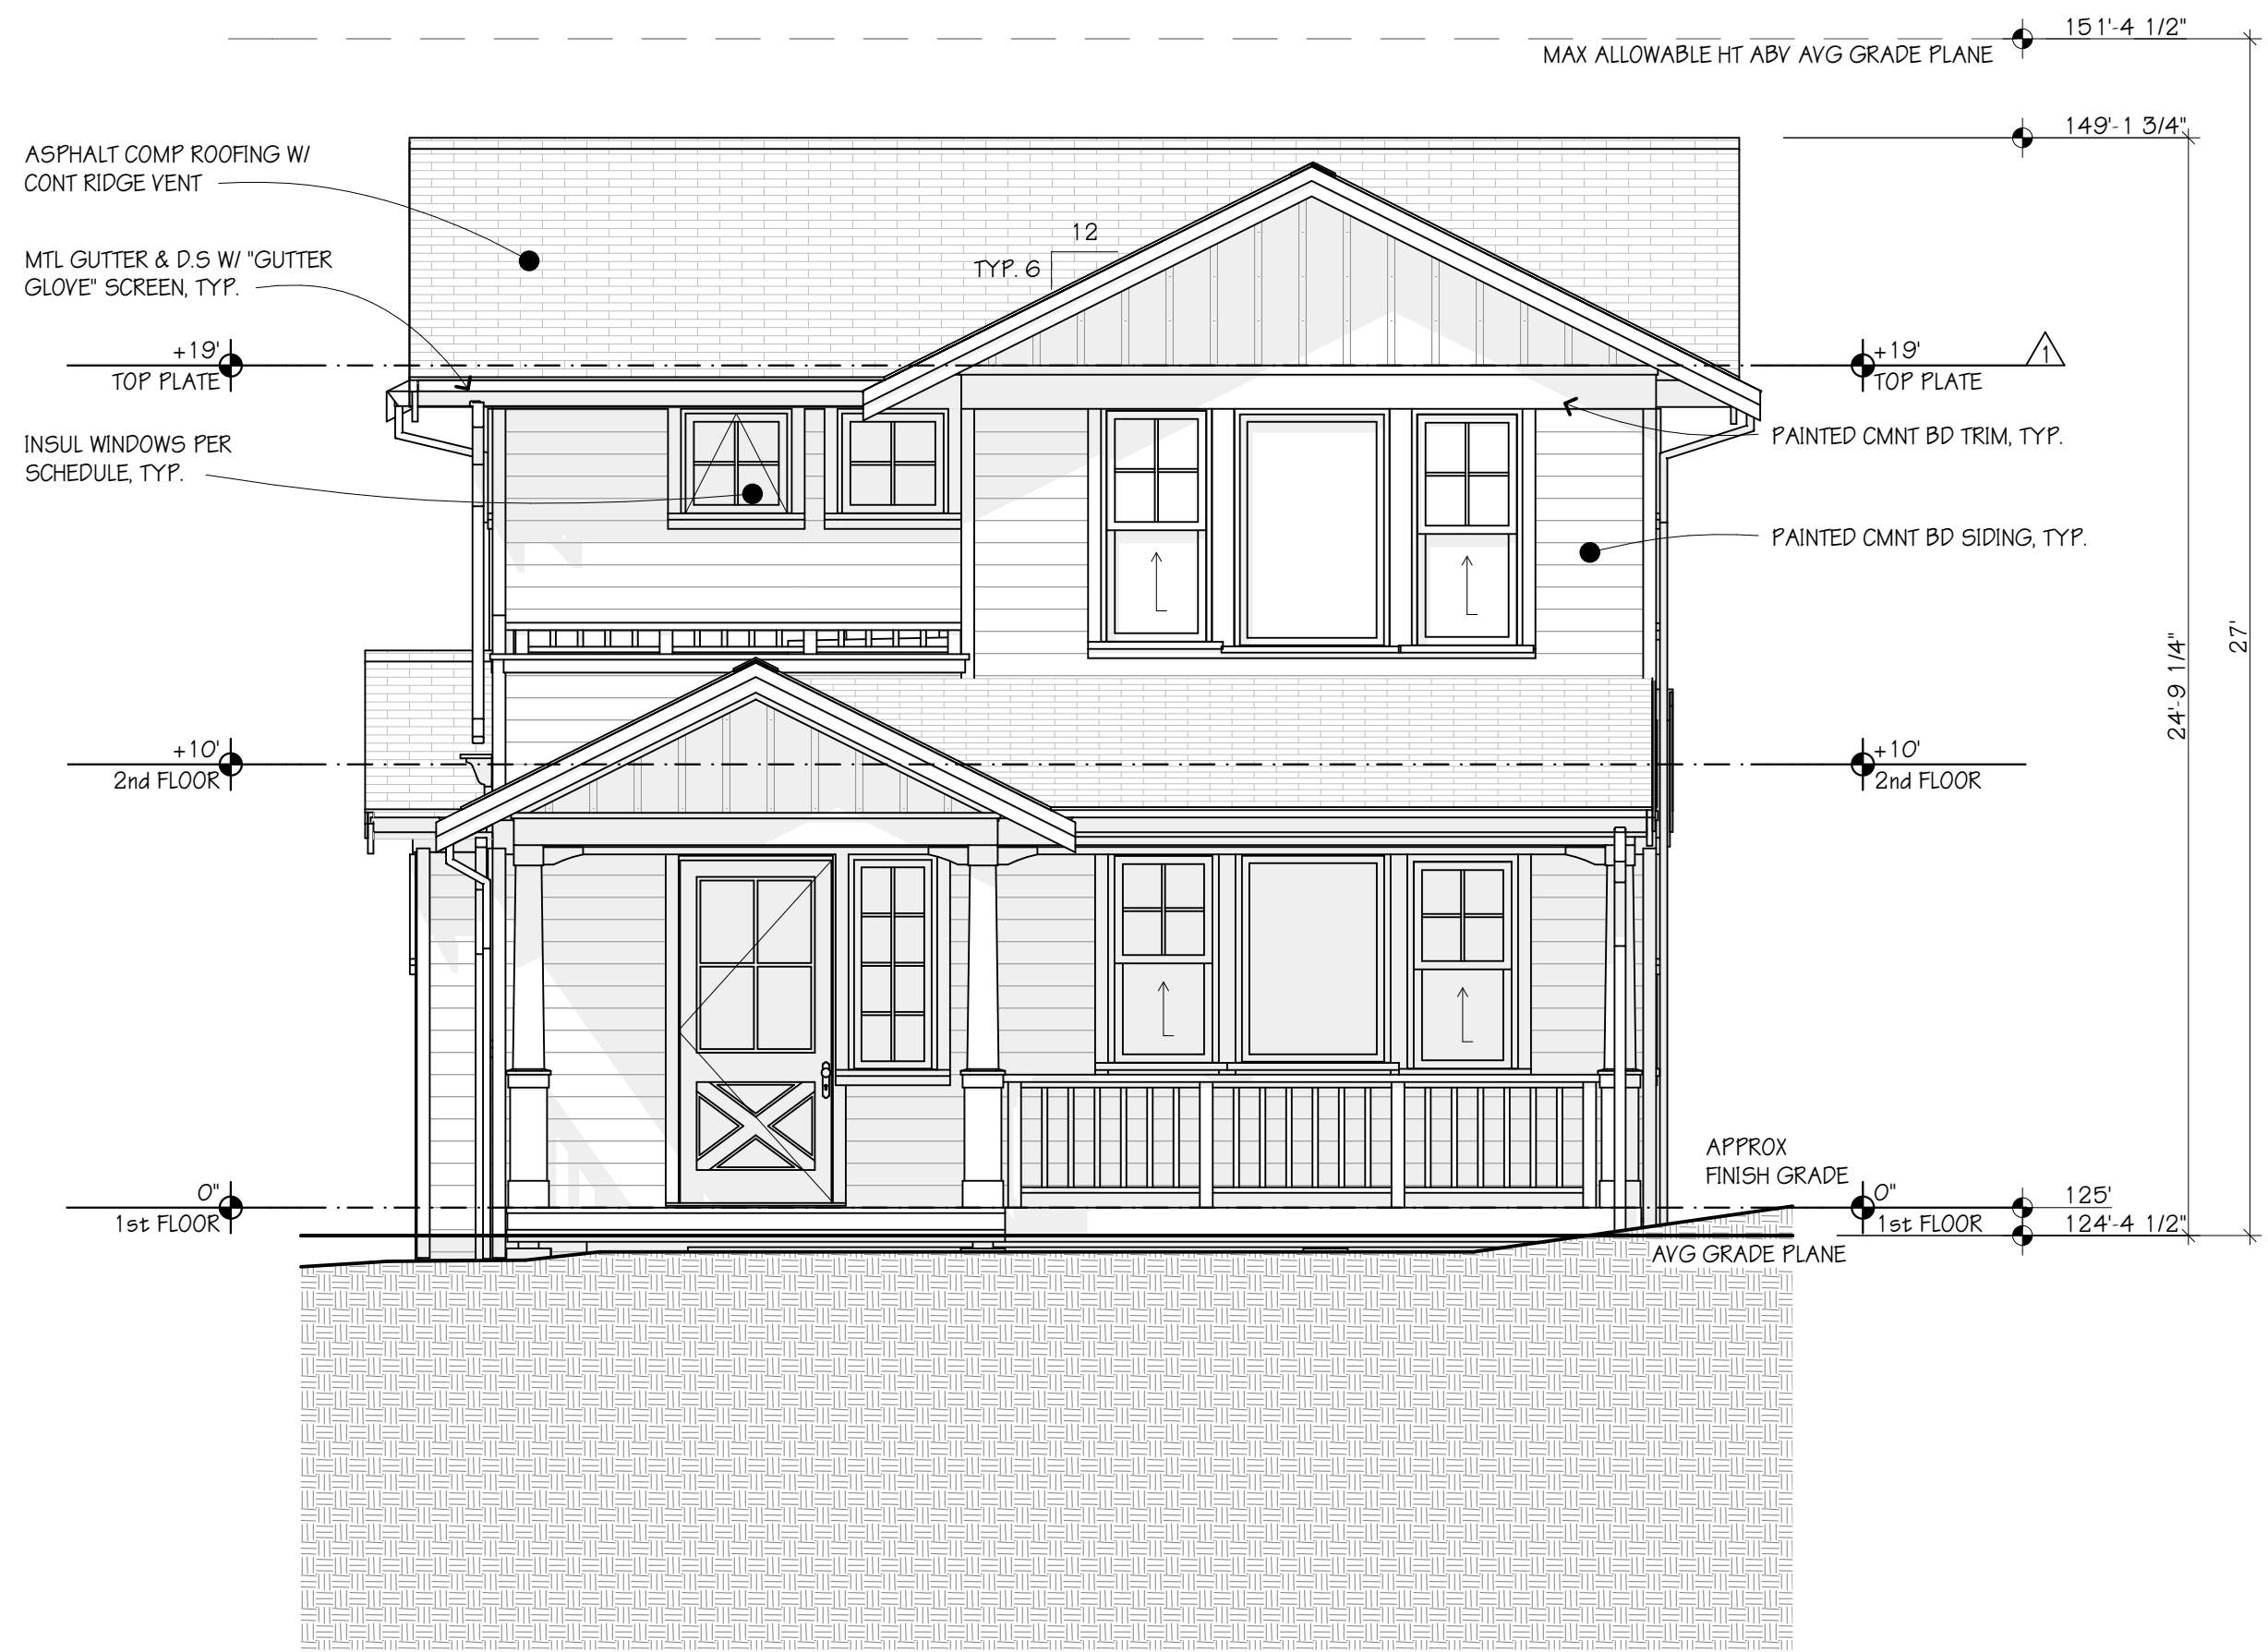 151'-4 1/2"
MAX ALLOWABLE HT ABV AVG GRADE PLANE
149'-1 3/4"
ASPHALT COMP ROOFING W/
CONT RIDGE VENT
MTL GUTTER & D.S W/ "GUTTER
GLOVE" SCREEN, TYP.
12
TYP. 6
+19'
TOP PLATE
+19'
TOP PLATE
1
INSUL WINDOWS PER
SCHEDULE, TYP.
PAINTED CMNT BD TRIM, TYP.
PAINTED CMNT BD SIDING, TYP.
24'-9 1/4"
27'
+10'
2nd FLOOR
+10'
2nd FLOOR
APPROX
FINISH GRADE
0"
1st FLOOR
0"
1st FLOOR
125'
124'-4 1/2"
AVG GRADE PLANE